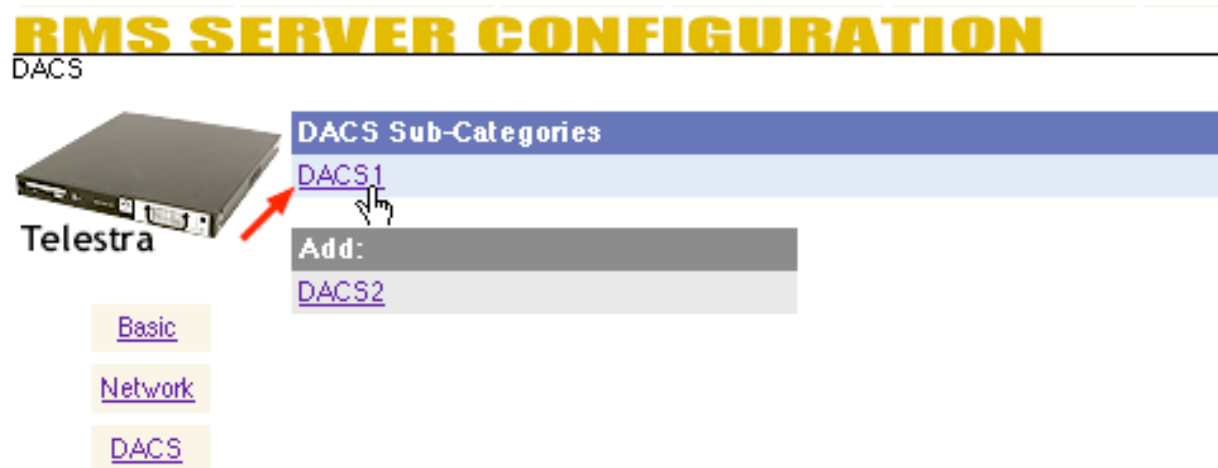 RMS SERVER CONFIGURATION
DACS
DACS Sub-Categories
DACS1
Telestra
Add:
DACS2
Basic
Network
DACS